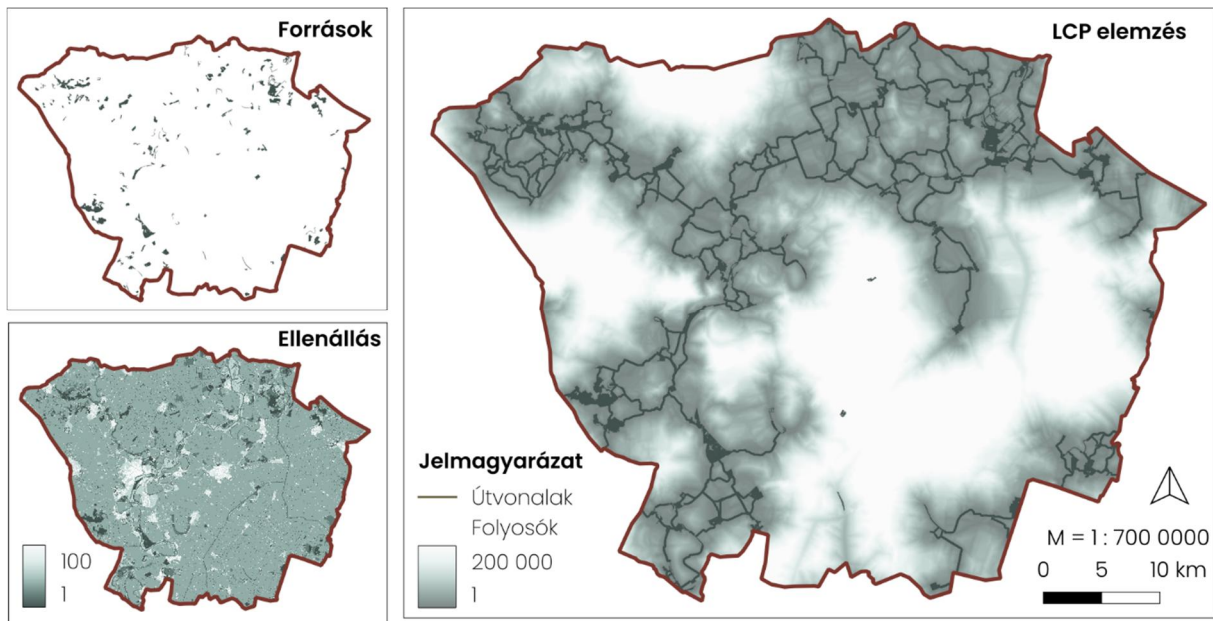 Források
LCP elemzés
Ellenállás
100
1
Jelmagyarázat
Útvonalak
Folyosók
200 000
1
M = 1 : 700 0000
0 5 10 km